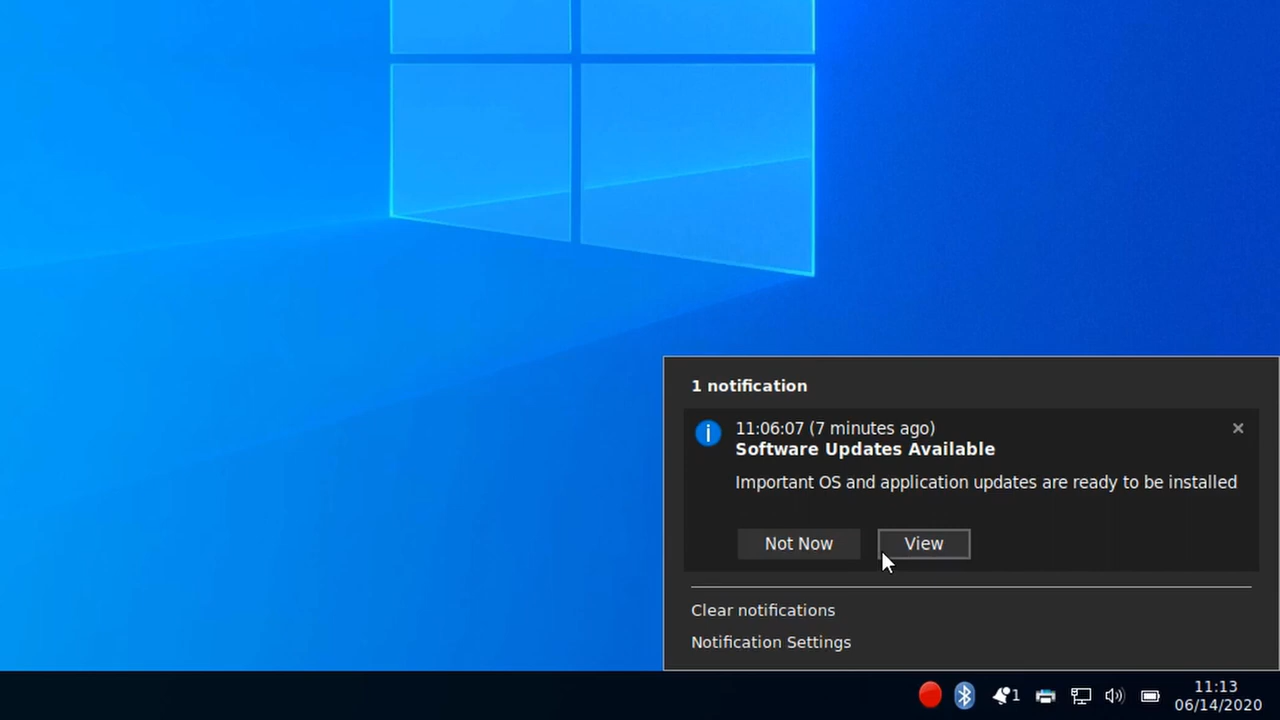 1 notification
11:06:07 (7 minutes ago)
Software Updates Available
Important OS and application updates are ready to be installed
Not Now
View
Clear notifications
Notification Settings
1
11:13
06/14/2020